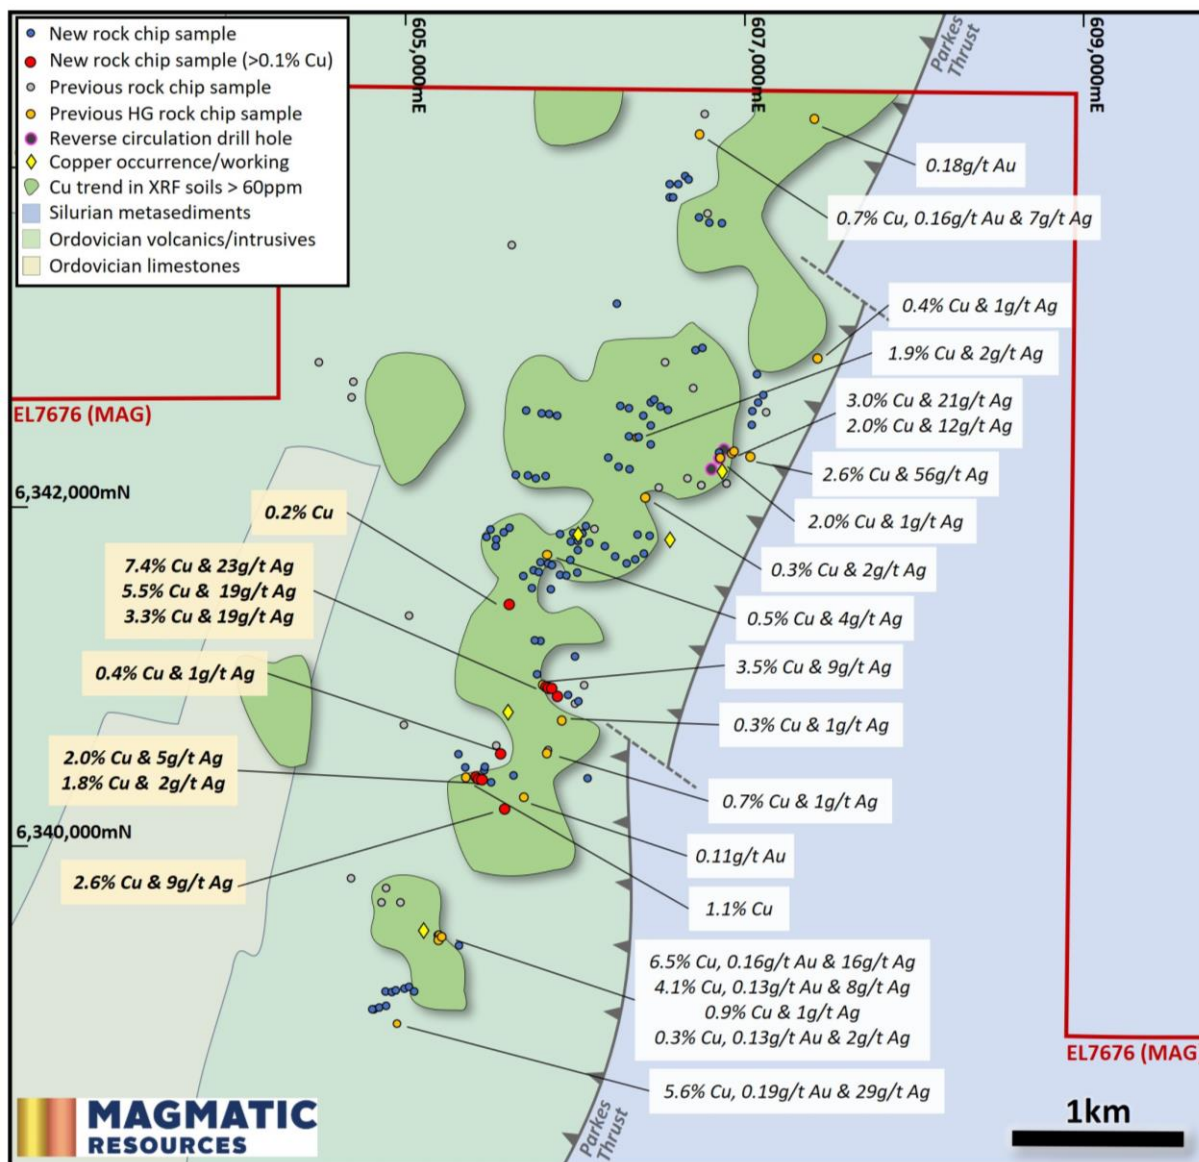 New rock chip sample
New rock chip sample (>0.1% Cu)
Previous rock chip sample
Previous HG rock chip sample
Reverse circulation drill hole
Copper occurrence/working
Cu trend in XRF soils > 60ppm
Silurian metasediments
Ordovician volcanics/intrusives
Ordovician limestones
605,000mE
607,000mE
609,000mE
Parkes
Thrust
0.18g/t Au
0.7% Cu, 0.16g/t Au & 7g/t Ag
0.4% Cu & 1g/t Ag
1.9% Cu & 2g/t Ag
3.0% Cu & 21g/t Ag
2.0% Cu & 12g/t Ag
2.6% Cu & 56g/t Ag
2.0% Cu & 1g/t Ag
0.3% Cu & 2g/t Ag
0.5% Cu & 4g/t Ag
3.5% Cu & 9g/t Ag
0.3% Cu & 1g/t Ag
0.7% Cu & 1g/t Ag
0.11g/t Au
1.1% Cu
6.5% Cu, 0.16g/t Au & 16g/t Ag
4.1% Cu, 0.13g/t Au & 8g/t Ag
0.9% Cu & 1g/t Ag
0.3% Cu, 0.13g/t Au & 2g/t Ag
5.6% Cu, 0.19g/t Au & 29g/t Ag
EL7676 (MAG)
6,342,000mN
0.2% Cu
7.4% Cu & 23g/t Ag
5.5% Cu & 19g/t Ag
3.3% Cu & 19g/t Ag
0.4% Cu & 1g/t Ag
2.0% Cu & 5g/t Ag
1.8% Cu & 2g/t Ag
6,340,000mN
2.6% Cu & 9g/t Ag
EL7676 (MAG
1km
Parkes
Thrust
MAGMATIC
RESOURCES